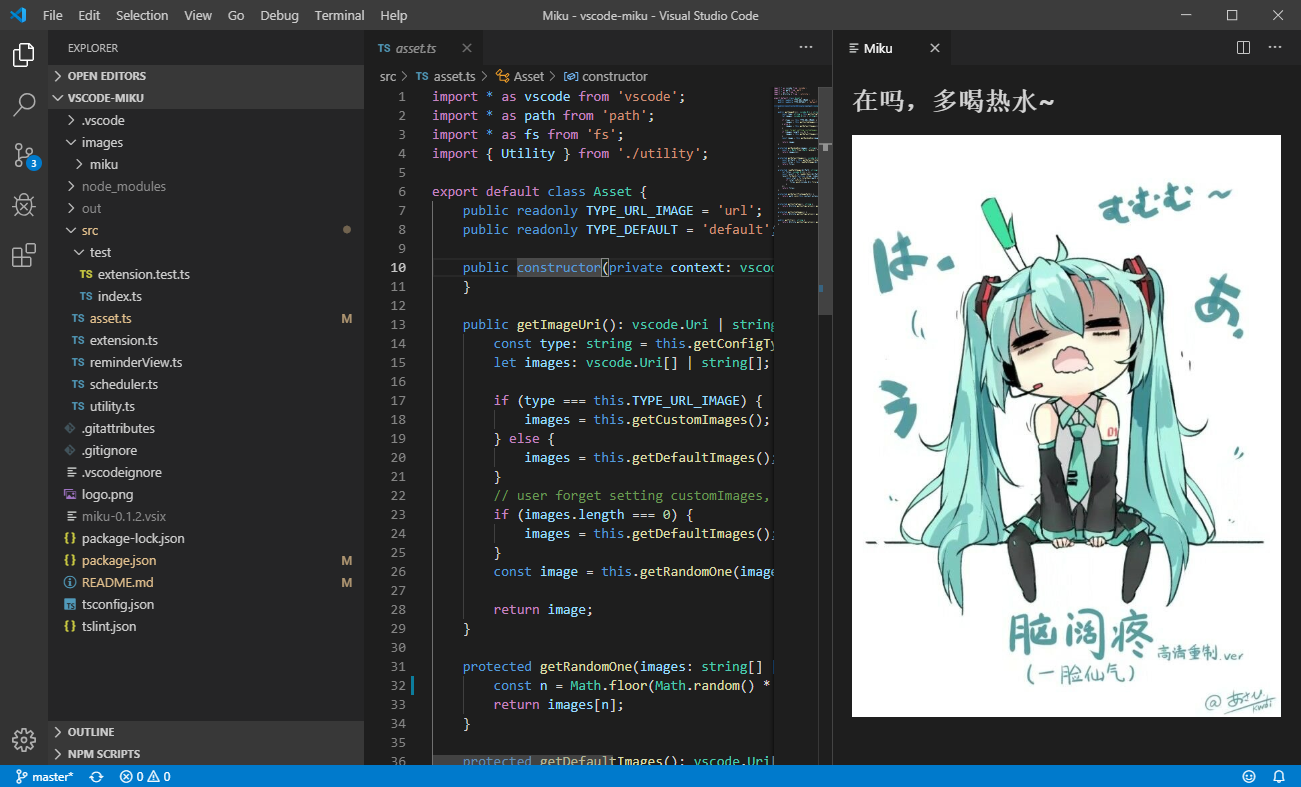 File Edit Selection View Go Debug Terminal Help
Miku - vscode-miku - Visual Studio Code
EXPLORER
OPEN EDITORS
VSCODE-MIKU
.vscode
images
miku
node_modules
out
src
test
TS extension.test.ts
TS index.ts
TS asset.ts M
TS extension.ts
TS reminderView.ts
TS scheduler.ts
TS utility.ts
.gitattributes
.gitignore
.vscodeignore
logo.png
miku-0.1.2.vsix
{} package-lock.json
{} package.json M
README.md M
TS tsconfig.json
{} tslint.json
OUTLINE
NPM SCRIPTS
3
TS asset.ts
src > TS asset.ts > Asset > constructor
1 import * as vscode from 'vscode';
2 import * as path from 'path';
3 import * as fs from 'fs';
4 import { Utility } from './utility';
5
6 export default class Asset {
7 public readonly TYPE_URL_IMAGE = 'url';
8 public readonly TYPE_DEFAULT = 'default';
9
10 public constructor(private context: vscod
11 }
12
13 public getImageUri(): vscode.Uri | string
14 const type: string = this.getConfigTy
15 let images: vscode.Uri[] | string[];
16
17 if (type === this.TYPE_URL_IMAGE) {
18 images = this.getCustomImages();
19 } else {
20 images = this.getDefaultImages();
21 }
22 // user forget setting customImages,
23 if (images.length === 0) {
24 images = this.getDefaultImages();
25 }
26 const image = this.getRandomOne(image
27
28 return image;
29 }
30
31 protected getRandomOne(images: string[] |
32 const n = Math.floor(Math.random() *
33 return images[n];
34 }
35
36 protected getDefaultImages(): vscode.Uri[
Miku
在吗，多喝热水~
むむむ～
は、
あ、
う
01
脑阔疼
高清重制.ver
(一脸仙气)
master*
0 0